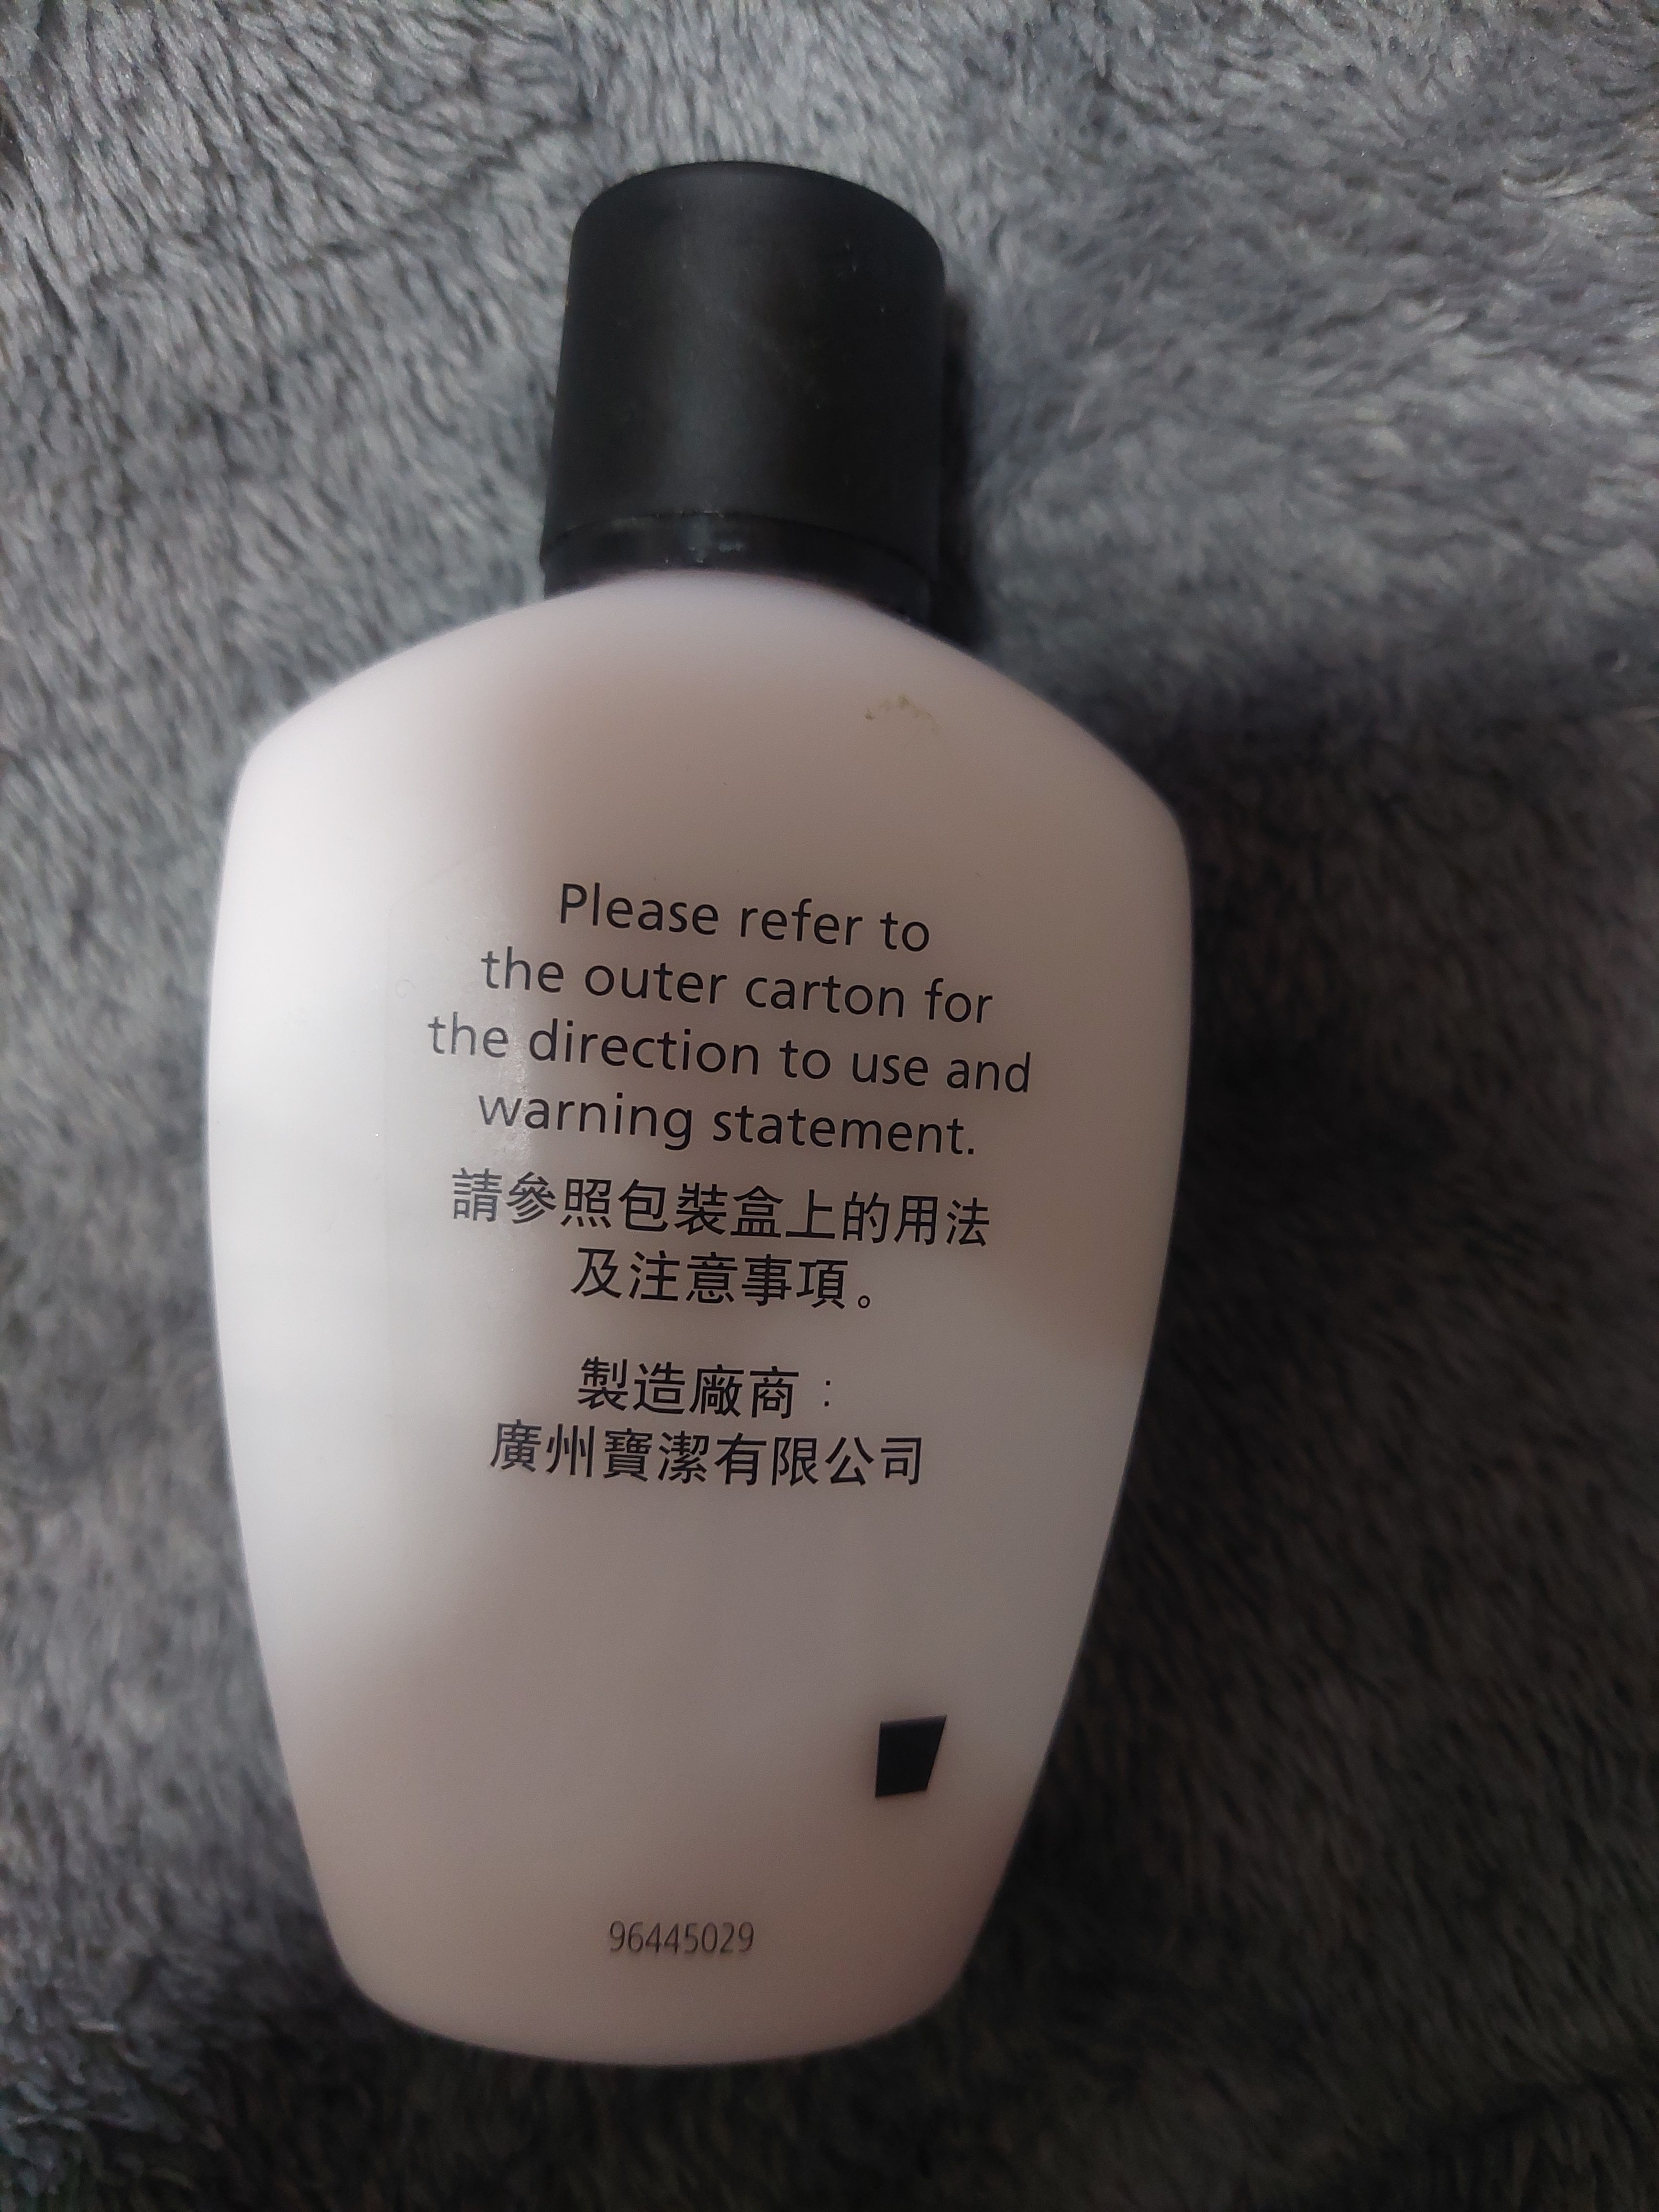 Please refer to
the outer carton for
the direction to use and
warning statement.
請參照包裝盒上的用法
及注意事項。
製造廠商：
廣州寶潔有限公司
96445029